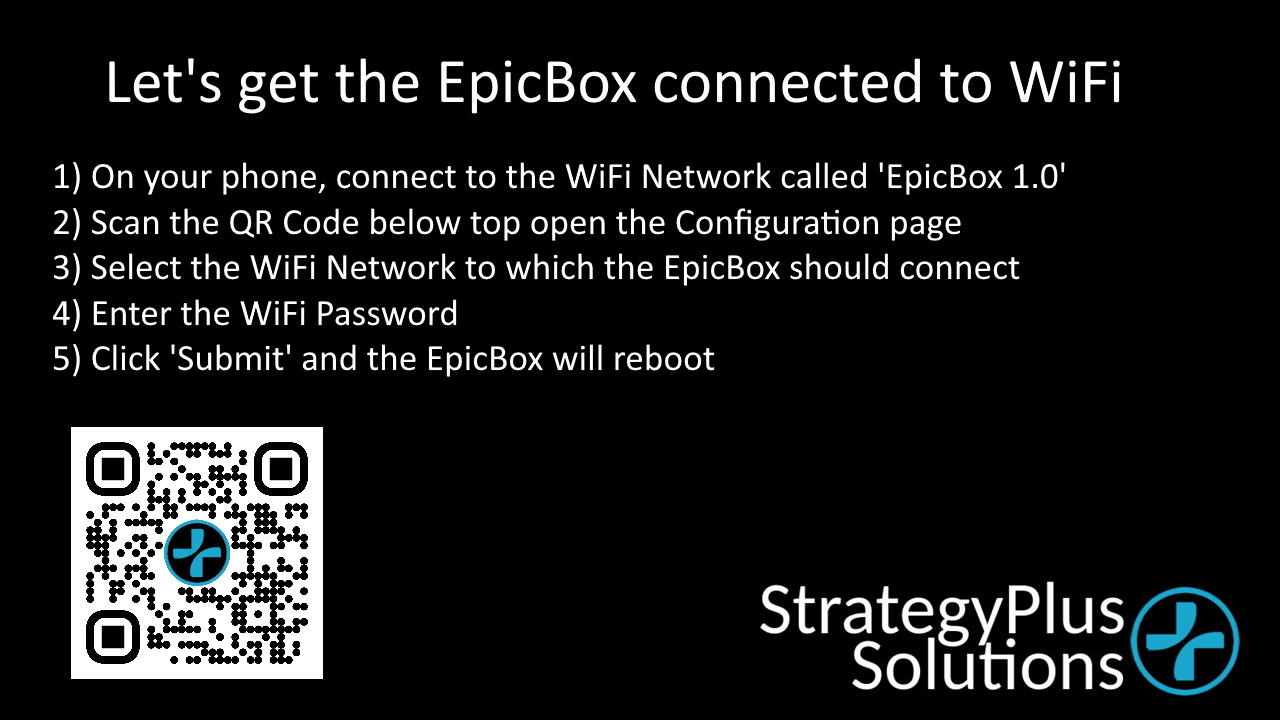 Let's get the EpicBox connected to WiFi
1) On your phone, connect to the WiFi Network called 'EpicBox 1.0'
2) Scan the QR Code below top open the Configuration page
3) Select the WiFi Network to which the EpicBox should connect
4) Enter the WiFi Password
5) Click 'Submit' and the EpicBox will reboot
StrategyPlus
Solutions